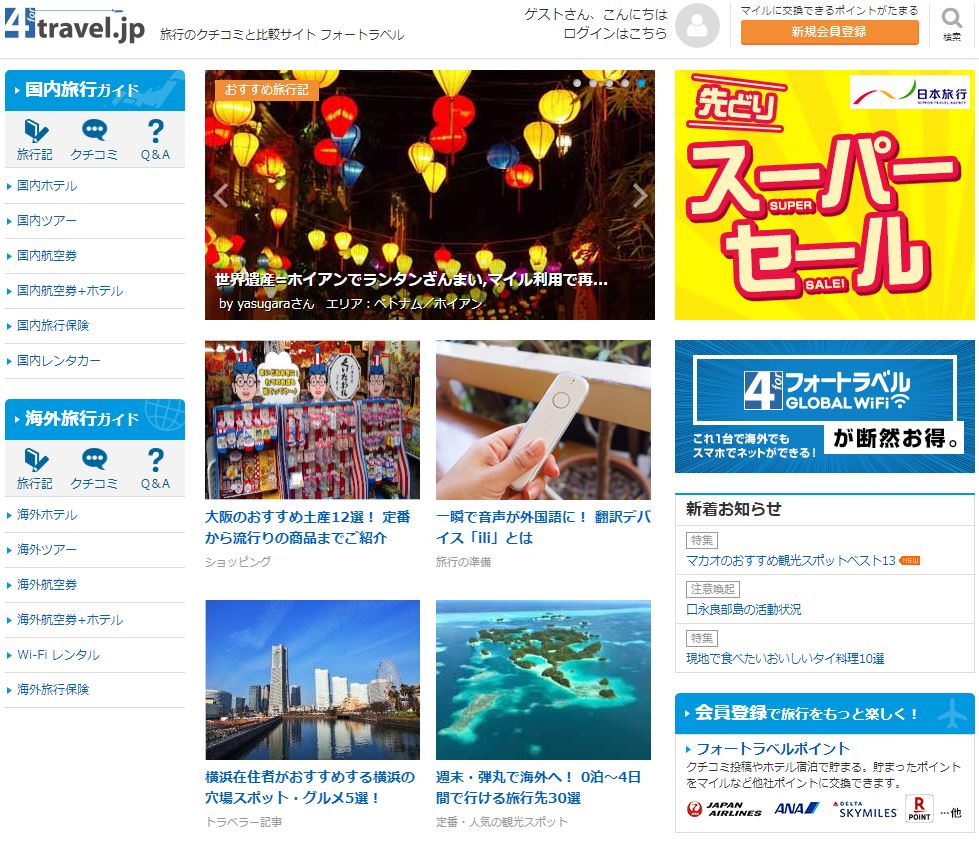 4travel.jp
for
旅行のクチコミと比較サイト フォートラベル
ゲストさん、こんにちは
ログインはこちら
マイルに交換できるポイントがたまる
新規会員登録
検索
国内旅行ガイド
旅行記 クチコミ Q&A
国内ホテル
国内ツアー
国内航空券
国内航空券+ホテル
国内旅行保険
国内レンタカー
海外旅行ガイド
旅行記 クチコミ Q&A
海外ホテル
海外ツアー
海外航空券
海外航空券+ホテル
Wi-Fi レンタル
海外旅行保険
おすすめ旅行記
世界遺産=ホイアンでランタンざんまい,マイル利用で再...
by yasugaraさん エリア：ベトナム／ホイアン
くいだおれ
大阪のおすすめ土産12選！ 定番
から流行りの商品までご紹介
ショッピング
一瞬で音声が外国語に！ 翻訳デバ
イス「ili」とは
旅行の準備
横浜在住者がおすすめする横浜の
穴場スポット・グルメ5選！
トラベラー記事
週末・弾丸で海外へ！ 0泊～4日
間で行ける旅行先30選
定番・人気の観光スポット
先どり
日本旅行
NIPPON TRAVEL AGENCY
スーパー
SUPER
セール
SALE!
4for フォートラベル
GLOBAL WiFi
これ1台で海外でも
スマホでネットができる！
が断然お得。
新着お知らせ
特集
マカオのおすすめ観光スポットベスト13 NEW
注意喚起
口永良部島の活動状況
特集
現地で食べたいおいしいタイ料理10選
会員登録で旅行をもっと楽しく！
フォートラベルポイント
クチコミ投稿やホテル宿泊で貯まる。貯まったポイント
をマイルなど他社ポイントに交換できます。
JAPAN AIRLINES ANA DELTA SKYMILES R POINT …他